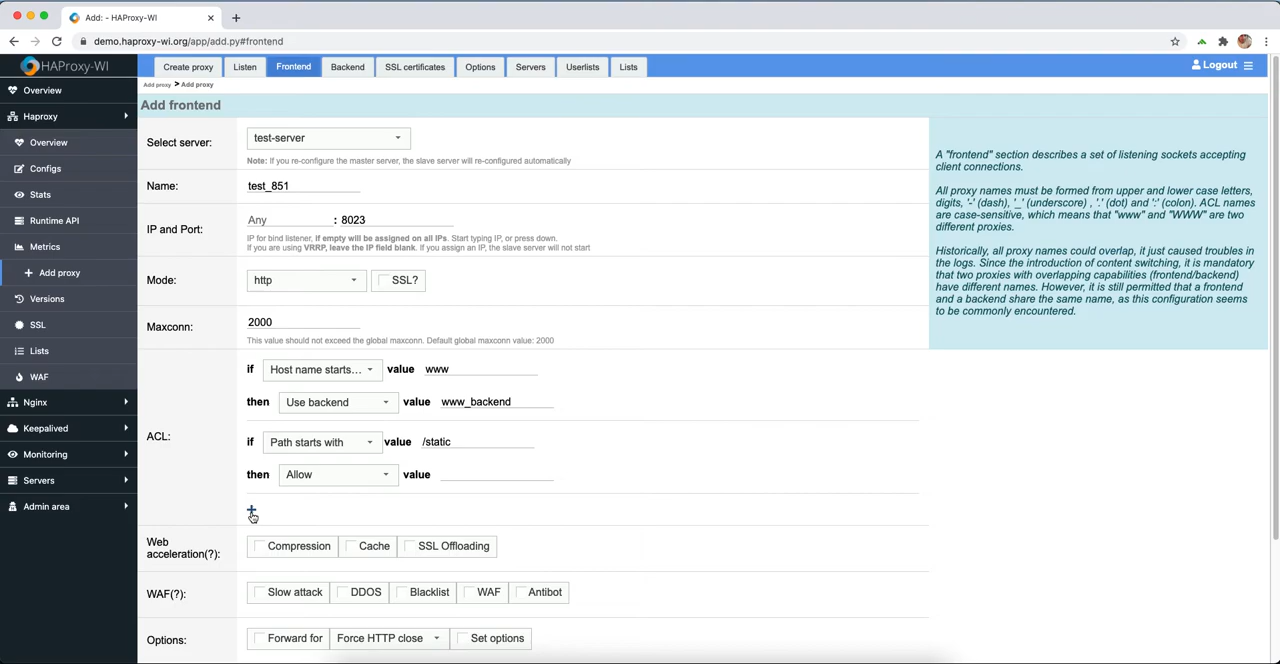 Add: - HAProxy-WI
demo.haproxy-wi.org/app/add.py#frontend
HAProxy-WI
Create proxy
Listen
Frontend
Backend
SSL certificates
Options
Servers
Userlists
Lists
Logout
Overview
Haproxy
Overview
Configs
Stats
Runtime API
Metrics
Add proxy
Versions
SSL
Lists
WAF
Nginx
Keepalived
Monitoring
Servers
Admin area
Add proxy > Add proxy
Add frontend
Select server:
test-server
Note: If you re-configure the master server, the slave server will re-configured automatically
Name:
test_851
IP and Port:
Any : 8023
IP for bind listener, if empty will be assigned on all IPs. Start typing IP, or press down.
If you are using VRRP, leave the IP field blank. If you assign an IP, the slave server will not start
Mode:
http
SSL?
Maxconn:
2000
This value should not exceed the global maxconn. Default global maxconn value: 2000
ACL:
if Host name starts... value www
then Use backend value www_backend
if Path starts with value /static
then Allow value
Web
acceleration(?):
Compression
Cache
SSL Offloading
WAF(?):
Slow attack
DDOS
Blacklist
WAF
Antibot
Options:
Forward for
Force HTTP close
Set options
A "frontend" section describes a set of listening sockets accepting
client connections.
All proxy names must be formed from upper and lower case letters,
digits, '-' (dash), '_' (underscore) , '.' (dot) and ':' (colon). ACL names
are case-sensitive, which means that "www" and "WWW" are two
different proxies.
Historically, all proxy names could overlap, it just caused troubles in
the logs. Since the introduction of content switching, it is mandatory
that two proxies with overlapping capabilities (frontend/backend)
have different names. However, it is still permitted that a frontend
and a backend share the same name, as this configuration seems
to be commonly encountered.